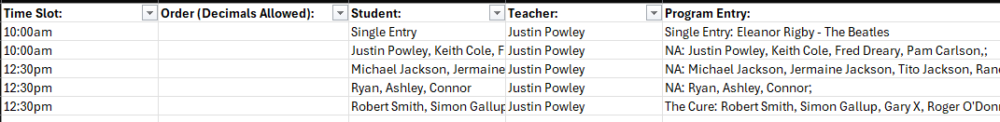 Time Slot: Order (Decimals Allowed): Student: Teacher: Program Entry:
10:00am Single Entry Justin Powley Single Entry: Eleanor Rigby - The Beatles
10:00am Justin Powley, Keith Cole, F Justin Powley NA: Justin Powley, Keith Cole, Fred Dreary, Pam Carlson,;
12:30pm Michael Jackson, Jermaine Justin Powley NA: Michael Jackson, Jermaine Jackson, Tito Jackson, Ran
12:30pm Ryan, Ashley, Connor Justin Powley NA: Ryan, Ashley, Connor;
12:30pm Robert Smith, Simon Gallup Justin Powley The Cure: Robert Smith, Simon Gallup, Gary X, Roger O'Don